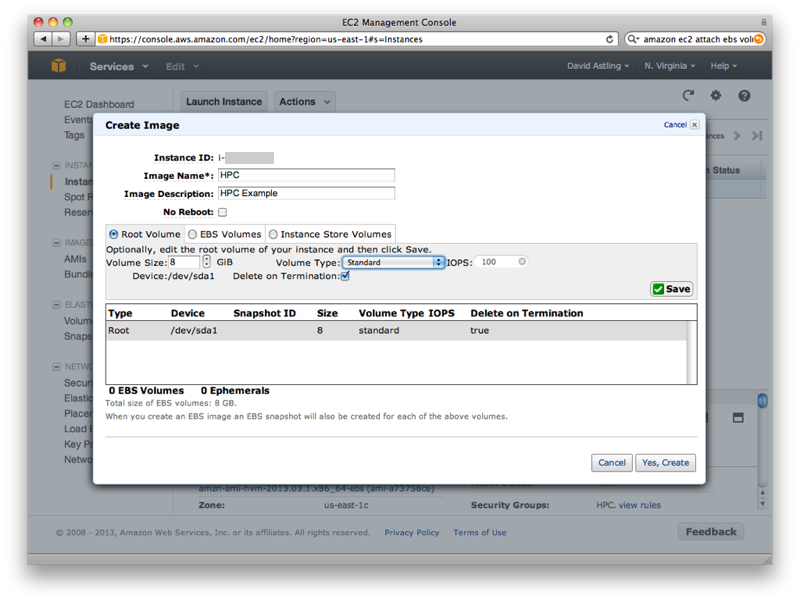 EC2 Management Console
https://console.aws.amazon.com/ec2/home?region=us-east-1#s=Instances
amazon ec2 attach ebs volu
Services Edit David Astling N. Virginia Help
EC2 Dashboard Launch Instance Actions
Events
Tags
Create Image Cancel
Instance ID: i-
Image Name*: HPC
Image Description: HPC Example
No Reboot:
Root Volume EBS Volumes Instance Store Volumes
Optionally, edit the root volume of your instance and then click Save.
Volume Size: 8 GiB Volume Type: Standard IOPS: 100
Device:/dev/sda1 Delete on Termination:
Save
Type Device Snapshot ID Size Volume Type IOPS Delete on Termination
Root /dev/sda1 8 standard true
0 EBS Volumes 0 Ephemerals
Total size of EBS volumes: 8 GB.
When you create an EBS image an EBS snapshot will also be created for each of the above volumes.
Cancel Yes, Create
INSTAN
Instan
Spot R
Reser
IMAGE
AMIs
Bundl
ELAST
Volum
Snaps
NETWO
Securi
Elastic
Placem
Load B
Key Pa
Netwo
nces
Status
amzn-ami-hvm-2013.03.1.x86_64-ebs (ami-a73758ce)
Zone: us-east-1c Security Groups: HPC. view rules
© 2008 - 2013, Amazon Web Services, Inc. or its affiliates. All rights reserved. Privacy Policy Terms of Use Feedback